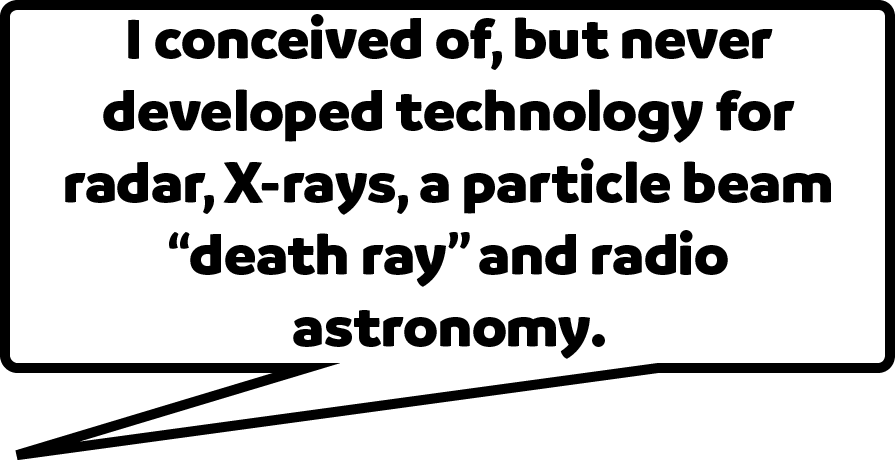 I conceived of, but never
developed technology for
radar, X-rays, a particle beam
“death ray” and radio
astronomy.